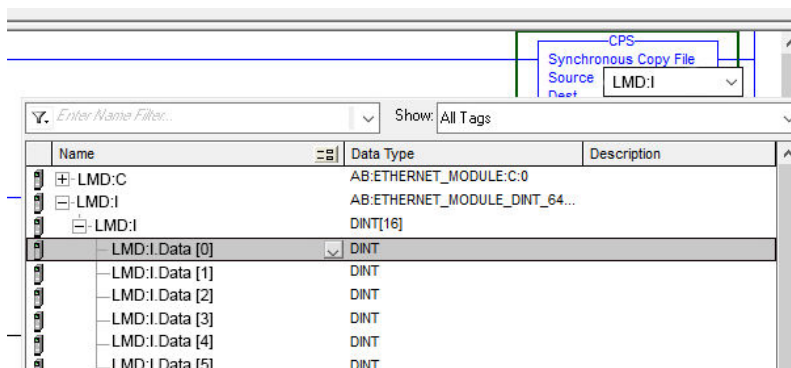 CPS
Synchronous Copy File
Source LMD:I
Dest
Enter Name Filter... Show: All Tags
Name Data Type Description
LMD:C AB:ETHERNET_MODULE:C:0
LMD:I AB:ETHERNET_MODULE_DINT_64...
LMD:I DINT[16]
LMD:I.Data [0] DINT
LMD:I.Data [1] DINT
LMD:I.Data [2] DINT
LMD:I.Data [3] DINT
LMD:I.Data [4] DINT
LMD:I.Data [5] DINT